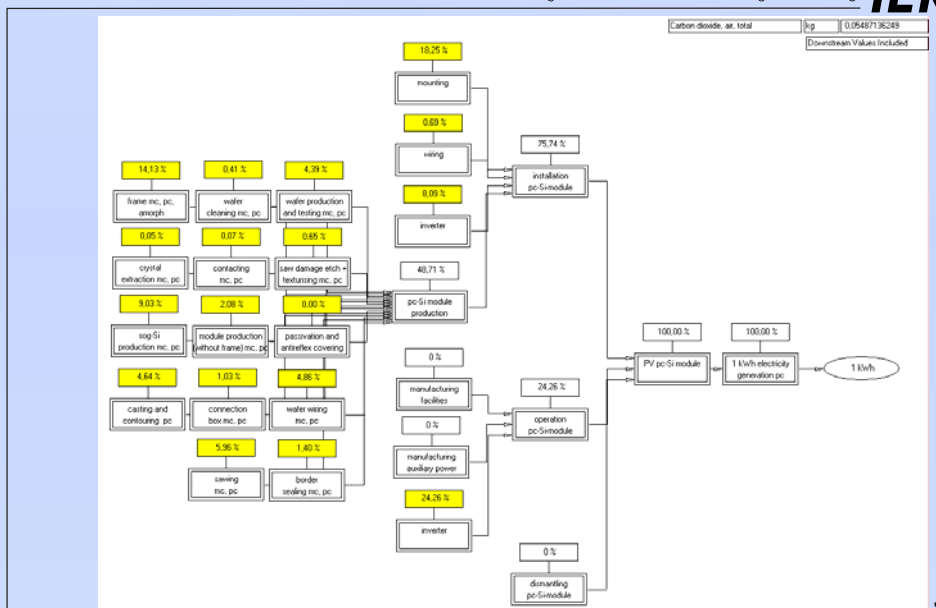 Carbon dioxide, air, total
kg
0.05487136249
Downstream Values Included
18,25 %
mounting
0,69 %
wiring
75,74 %
installation
pc-Si-module
14,13 %
frame mc, pc,
amorph
0,41 %
wafer
cleaning mc, pc
4,39 %
wafer production
and testing mc, pc
8,09 %
inverter
0,05 %
crystal
extraction mc, pc
0,07 %
contacting
mc, pc
0,65 %
saw damage etch +
texturising mc, pc
48,71 %
pc-Si module
production
9,03 %
sog-Si
production mc, pc
2,08 %
module production
(without frame) mc, pc
0,00 %
passivation and
antireflex covering
100,00 %
PV pc-Si-module
100,00 %
1 kWh electricity
generation pc
1 kWh
0 %
manufacturing
facilities
24,26 %
operation
pc-Si-module
4,64 %
casting and
contouring pc
1,03 %
connection
box mc, pc
4,86 %
wafer wiring
mc, pc
0 %
manufacturing
auxiliary power
5,96 %
sawing
mc, pc
1,40 %
border
sealing mc, pc
24,26 %
inverter
0 %
dismantling
pc-Si-module